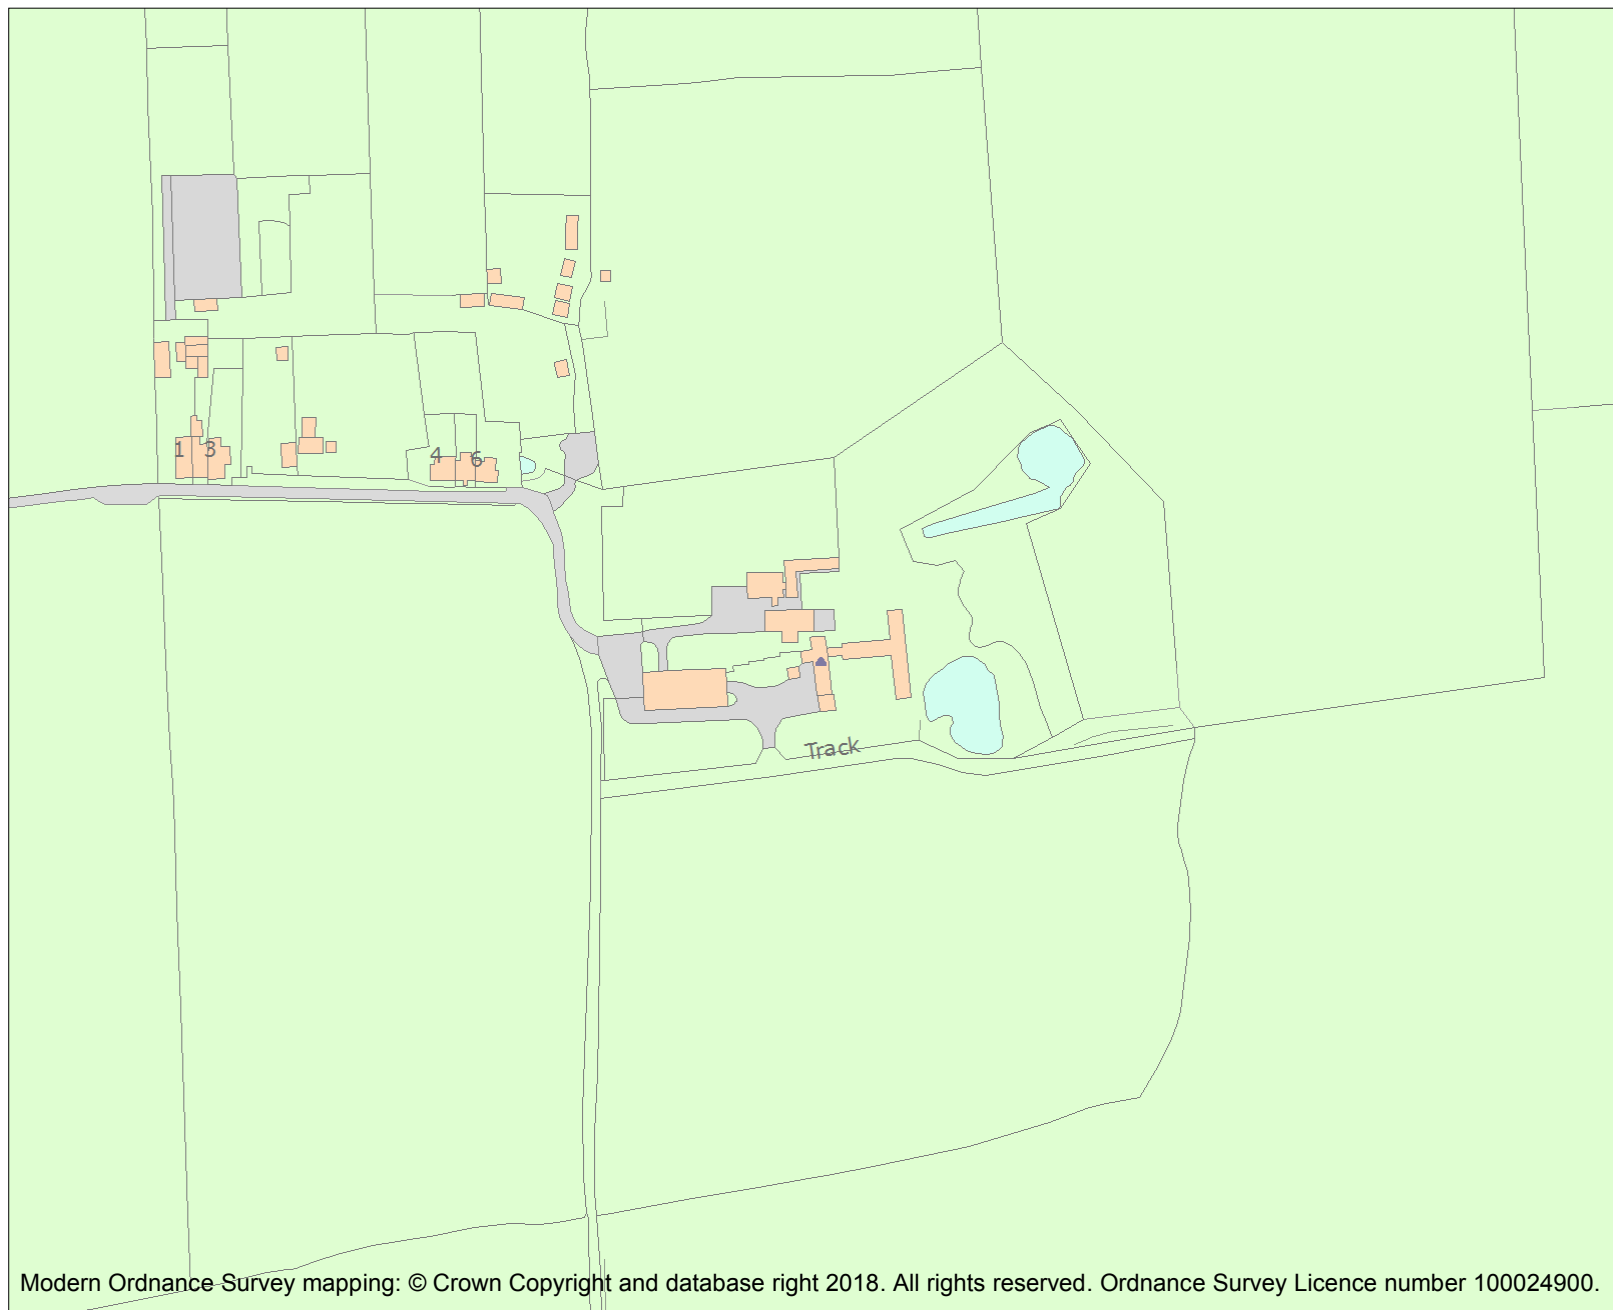 1 3
4 6
Track
Modern Ordnance Survey mapping: © Crown Copyright and database right 2018. All rights reserved. Ordnance Survey Licence number 100024900.